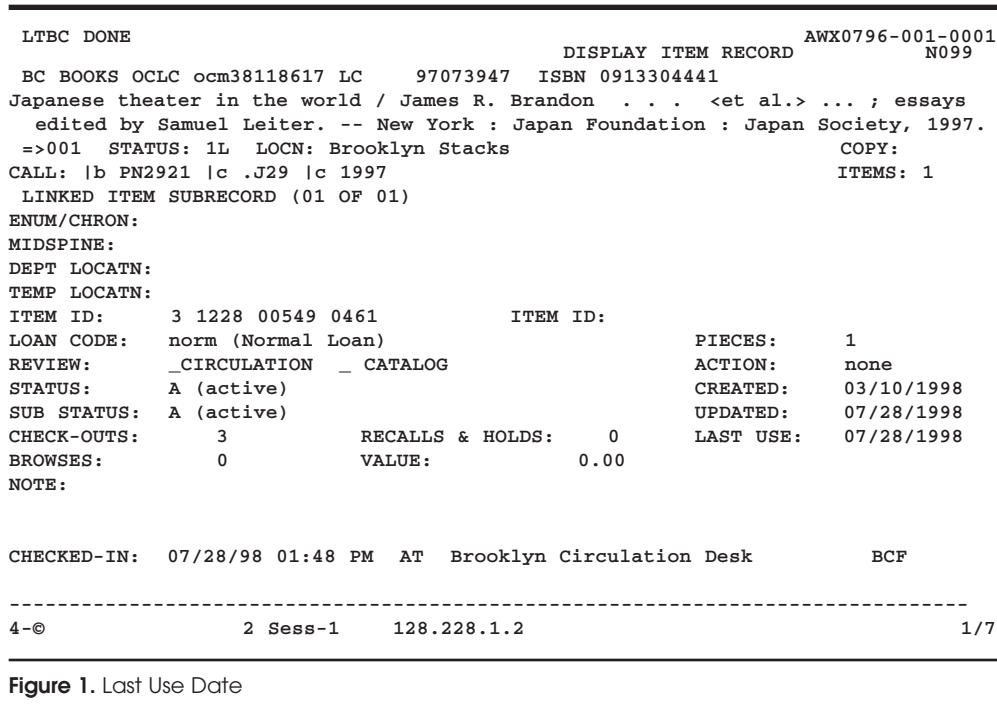 LTBC DONE AWX0796-001-0001
DISPLAY ITEM RECORD N099
BC BOOKS OCLC ocm38118617 LC 97073947 ISBN 0913304441
Japanese theater in the world / James R. Brandon . . . <et al.> ... ; essays
edited by Samuel Leiter. -- New York : Japan Foundation : Japan Society, 1997.
=>001 STATUS: 1L LOCN: Brooklyn Stacks COPY:
CALL: |b PN2921 |c .J29 |c 1997 ITEMS: 1
LINKED ITEM SUBRECORD (01 OF 01)
ENUM/CHRON:
MIDSPINE:
DEPT LOCATN:
TEMP LOCATN:
ITEM ID: 3 1228 00549 0461 ITEM ID:
LOAN CODE: norm (Normal Loan) PIECES: 1
REVIEW: _CIRCULATION _ CATALOG ACTION: none
STATUS: A (active) CREATED: 03/10/1998
SUB STATUS: A (active) UPDATED: 07/28/1998
CHECK-OUTS: 3 RECALLS & HOLDS: 0 LAST USE: 07/28/1998
BROWSES: 0 VALUE: 0.00
NOTE:
CHECKED-IN: 07/28/98 01:48 PM AT Brooklyn Circulation Desk BCF
--------------------------------------------------------------------------------
4-© 2 Sess-1 128.228.1.2 1/7
Figure 1. Last Use Date